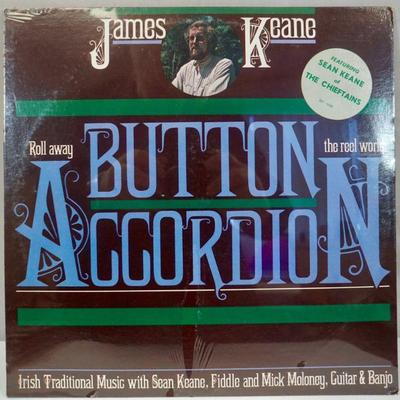 James Keane
FEATURING
SEAN KEANE
of
THE CHIEFTAINS
Roll away
the reel world
BUTTON
ACCORDION
Irish Traditional Music with Sean Keane, Fiddle and Mick Moloney, Guitar & Banjo